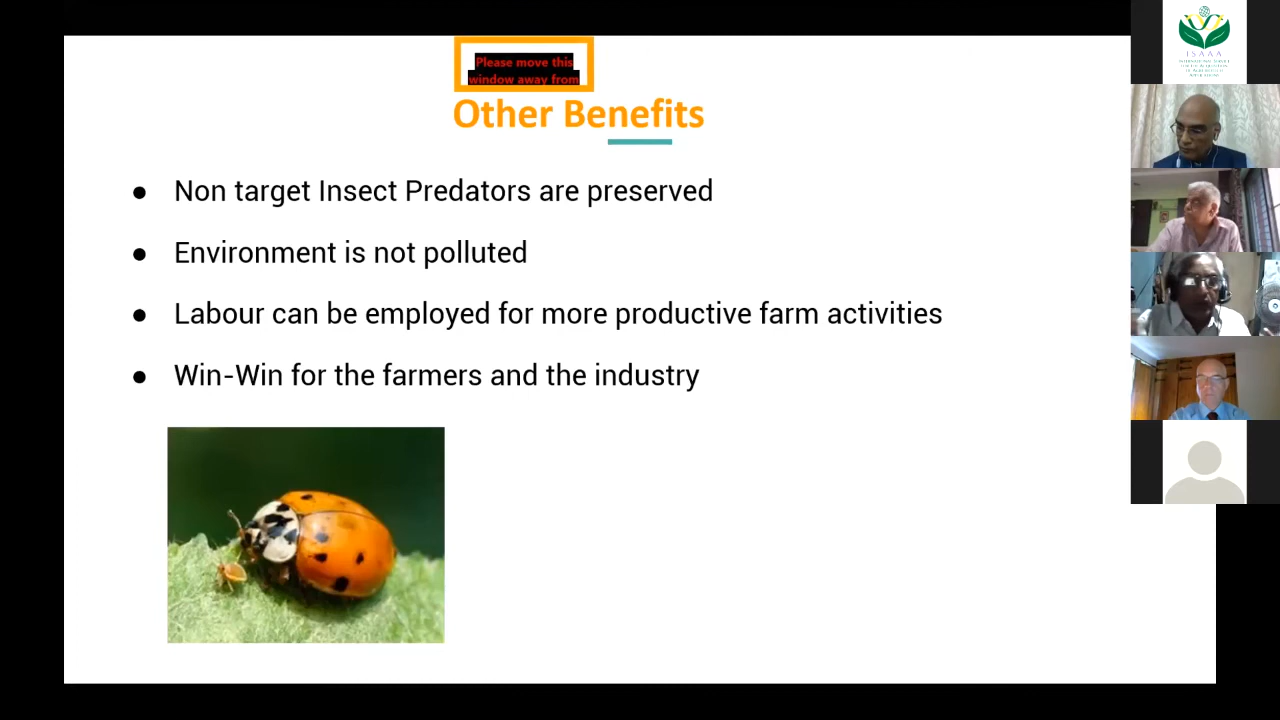 Please move this
window away from
Other Benefits
● Non target Insect Predators are preserved
● Environment is not polluted
● Labour can be employed for more productive farm activities
● Win-Win for the farmers and the industry
ISAAA